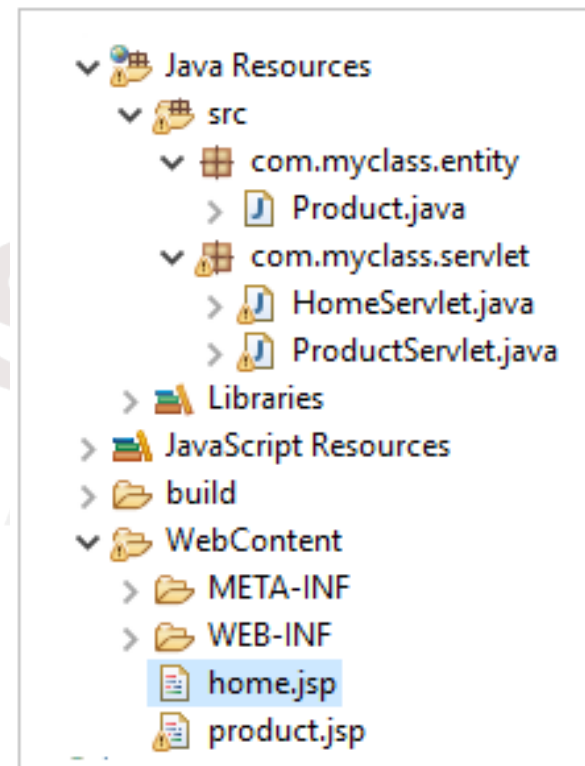 Java Resources
src
com.myclass.entity
Product.java
com.myclass.servlet
HomeServlet.java
ProductServlet.java
Libraries
JavaScript Resources
build
WebContent
META-INF
WEB-INF
home.jsp
product.jsp